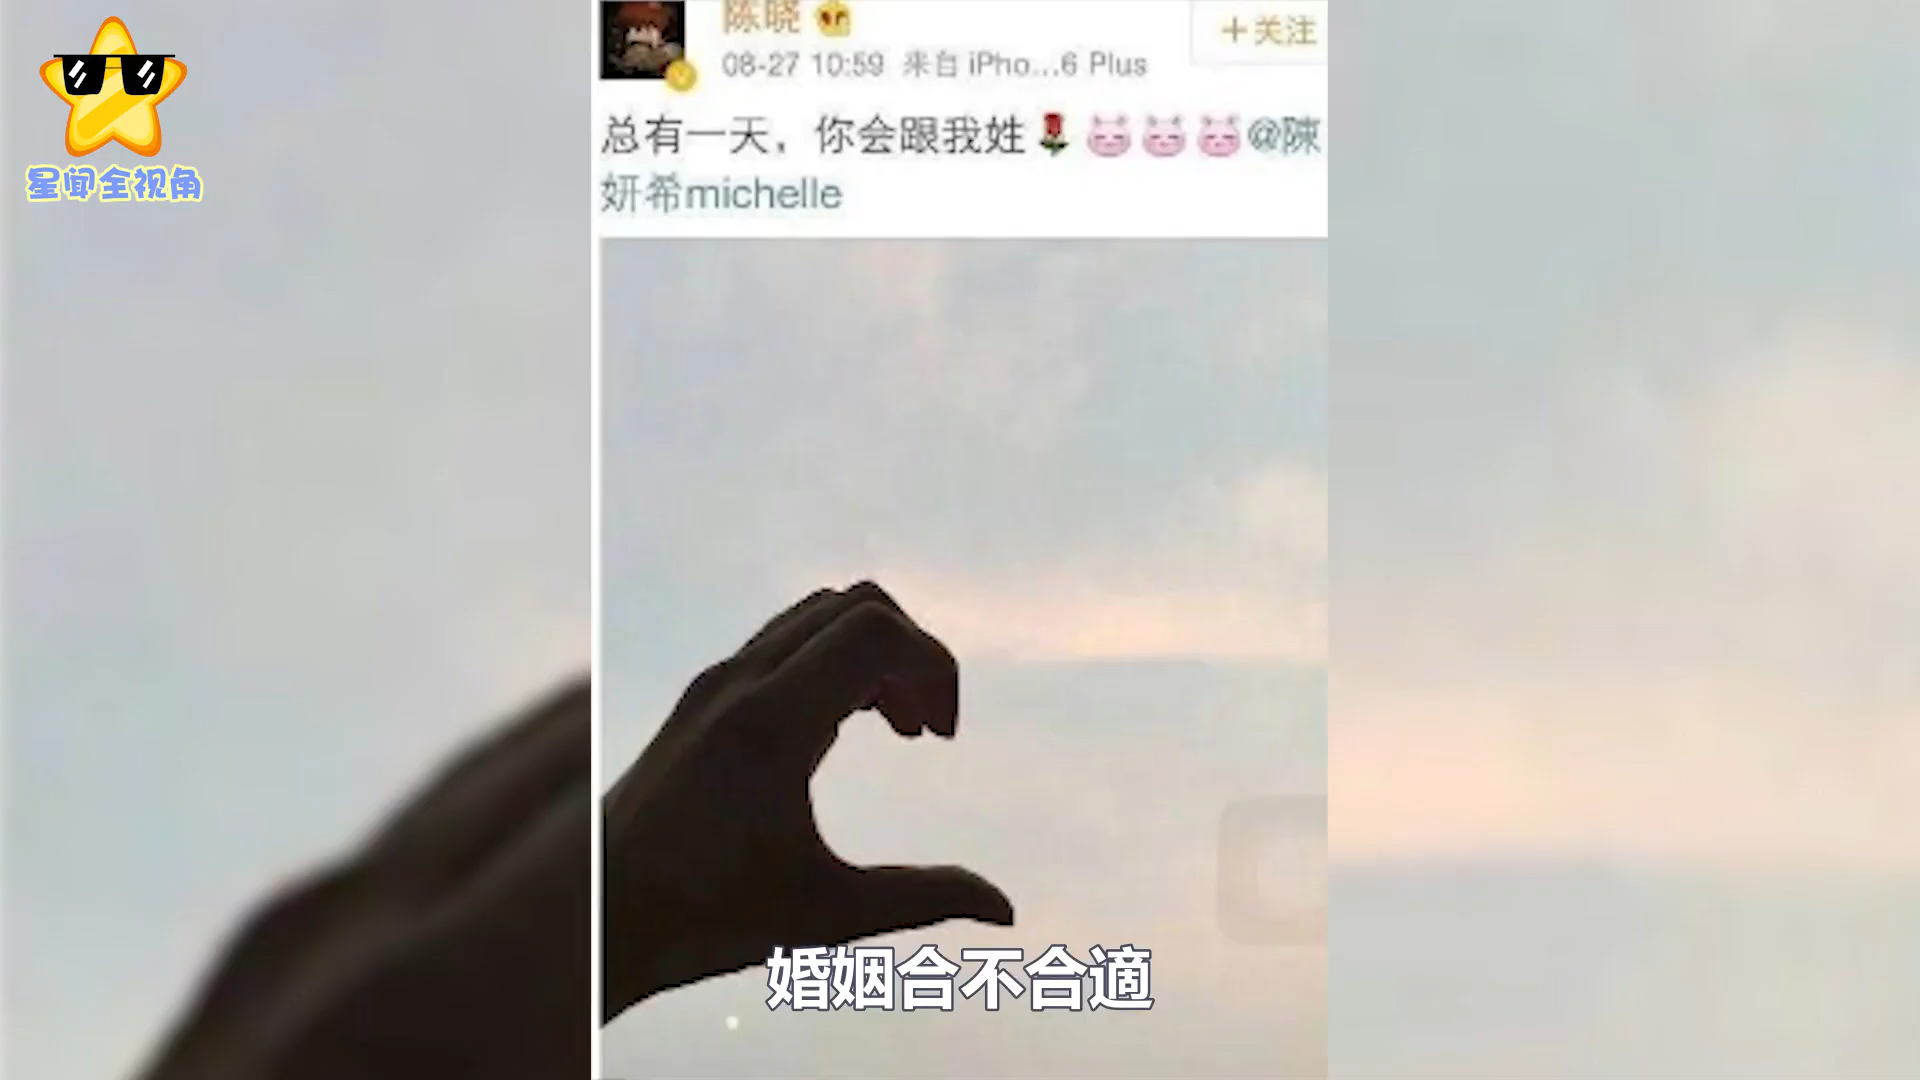 星闻全视角
陈晓
+关注
08-27 10:59 来自 iPho...6 Plus
总有一天，你会跟我姓 @陳
妍希michelle
婚姻合不合適